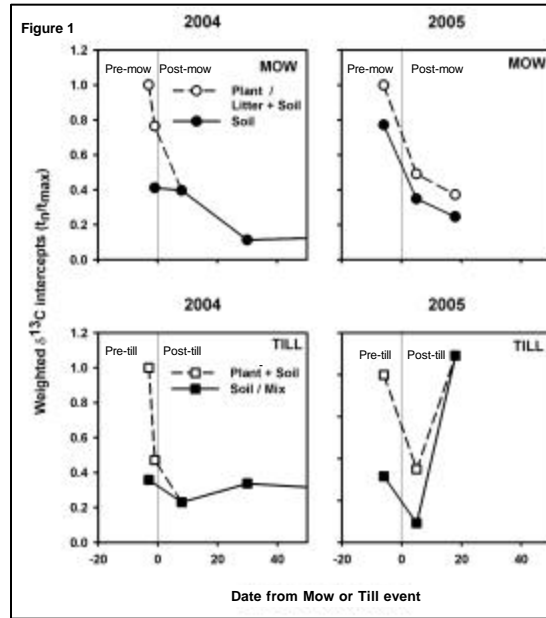 Figure 1
2004
2005
Pre-mow
Post-mow
MOW
Plant /
Litter + Soil
Soil
Pre-mow
Post-mow
MOW
1.2
1.0
0.8
0.6
0.4
0.2
0.0
Weighted δ¹³C intercepts (tn/tmax)
2004
2005
Pre-till
Post-till
TILL
Plant + Soil
Soil / Mix
Pre-till
Post-till
TILL
1.2
1.0
0.8
0.6
0.4
0.2
0.0
-20
0
20
40
-20
0
20
40
Date from Mow or Till event